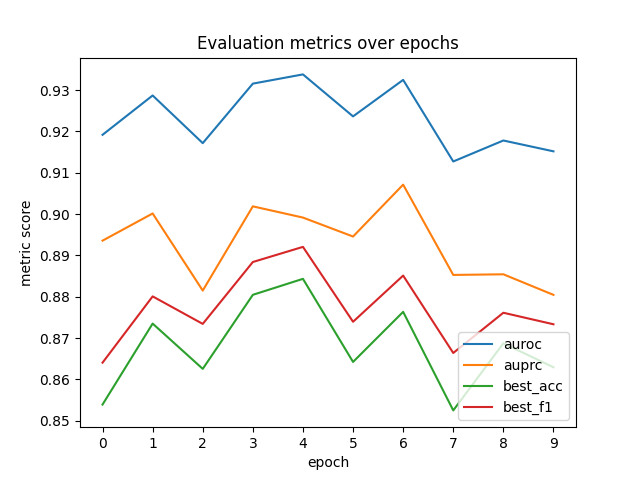 Evaluation metrics over epochs
metric score
0.93
0.92
0.91
0.90
0.89
0.88
0.87
0.86
0.85
auroc
auprc
best_acc
best_f1
0 1 2 3 4 5 6 7 8 9
epoch